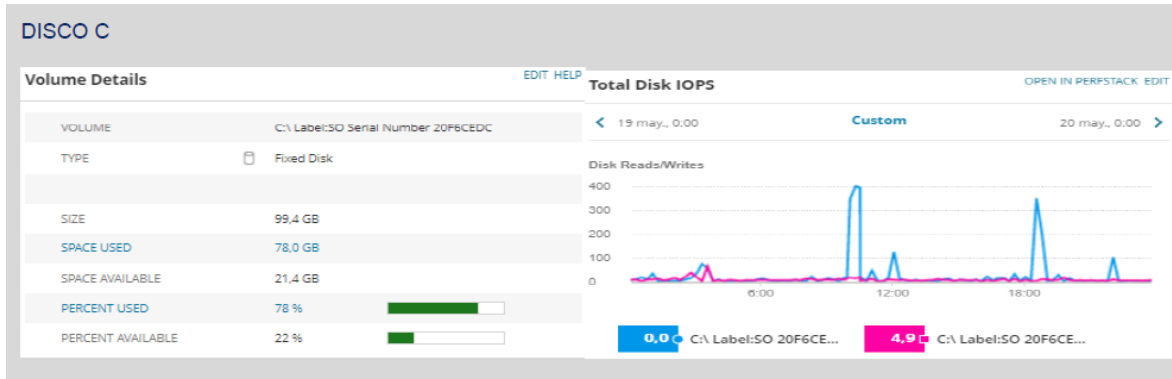 DISCO C
Volume Details
EDIT HELP
VOLUME C:\ Label:SO Serial Number 20F6CEDC
TYPE Fixed Disk
SIZE 99,4 GB
SPACE USED 78,0 GB
SPACE AVAILABLE 21,4 GB
PERCENT USED 78 %
PERCENT AVAILABLE 22 %
Total Disk IOPS
OPEN IN PERFSTACK EDIT
19 may., 0:00 Custom 20 may., 0:00
Disk Reads/Writes
400
300
200
100
0
6:00 12:00 18:00
0,0 C:\ Label:SO 20F6CE... 4,9 C:\ Label:SO 20F6CE...